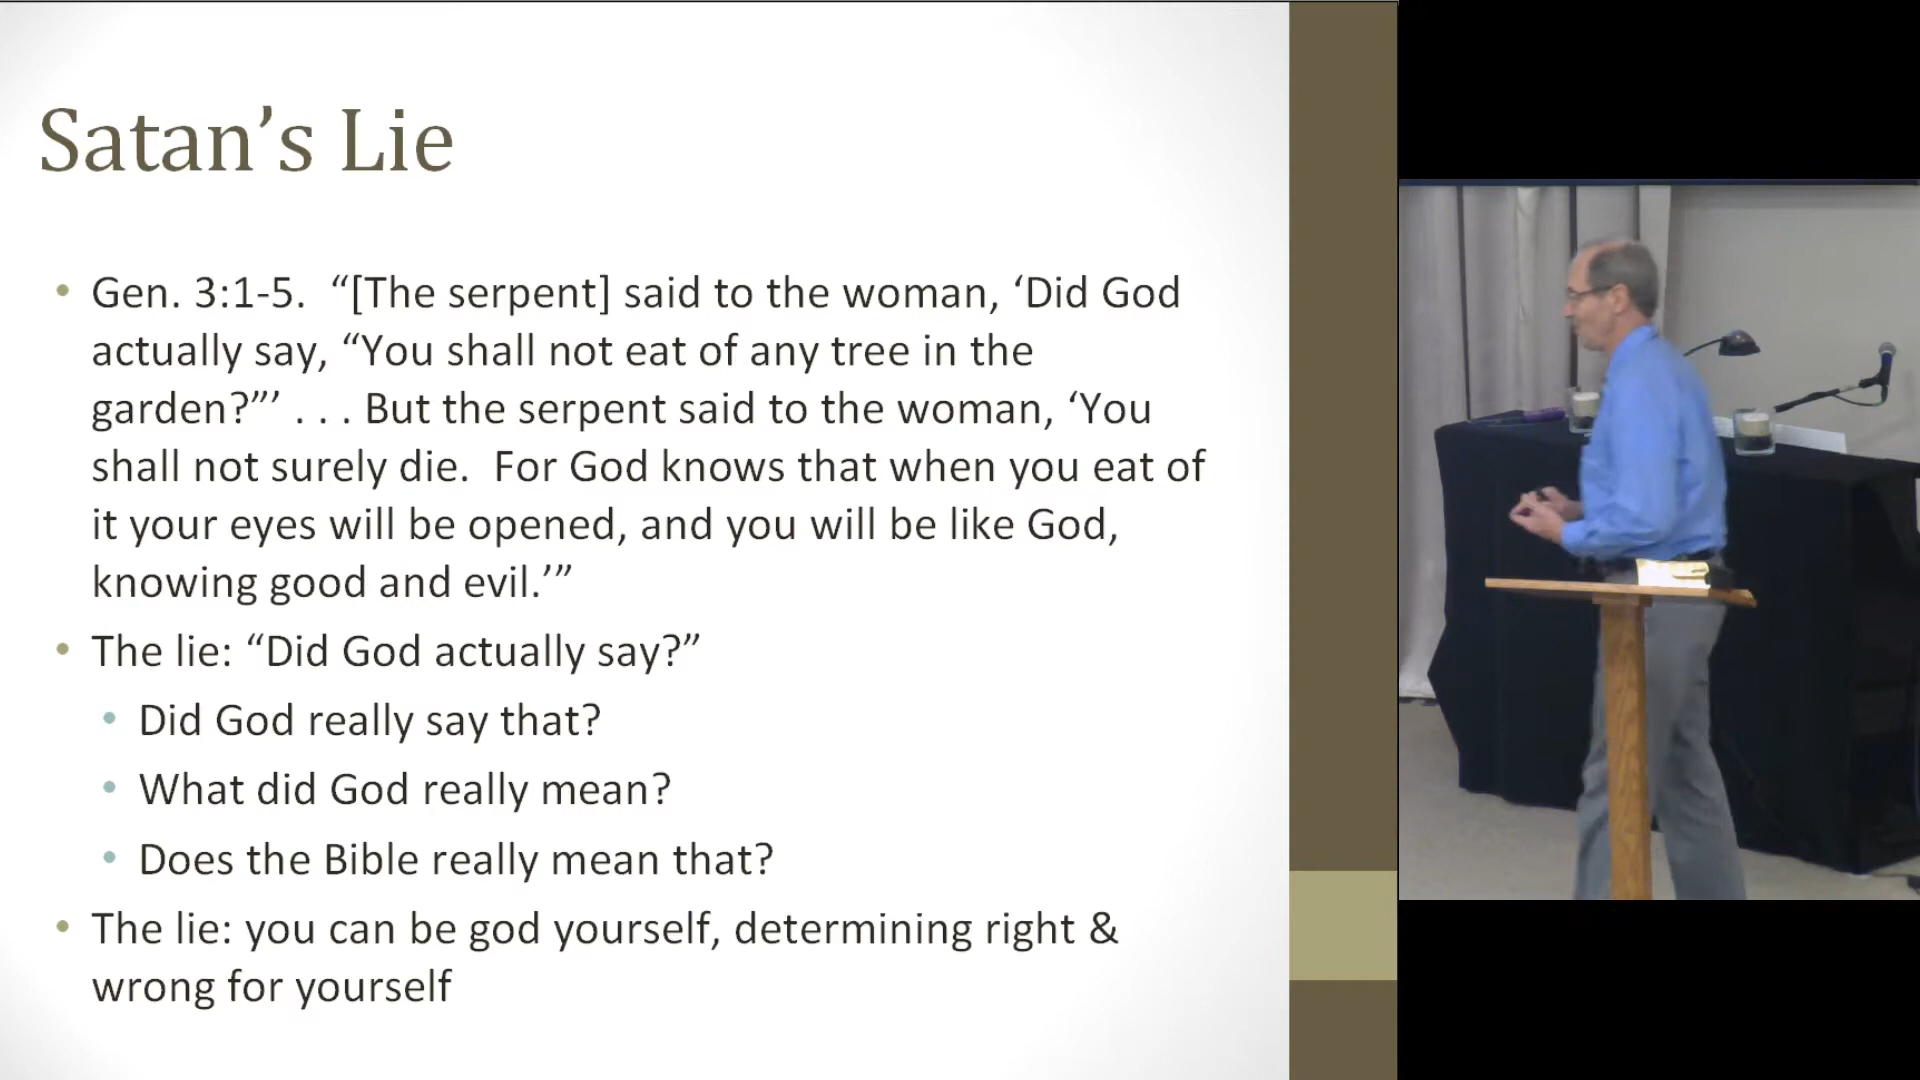 Satan’s Lie
• Gen. 3:1-5.  “[The serpent] said to the woman, ‘Did God
actually say, “You shall not eat of any tree in the
garden?”’ . . . But the serpent said to the woman, ‘You
shall not surely die.  For God knows that when you eat of
it your eyes will be opened, and you will be like God,
knowing good and evil.’”
• The lie: “Did God actually say?”
• Did God really say that?
• What did God really mean?
• Does the Bible really mean that?
• The lie: you can be god yourself, determining right &
wrong for yourself